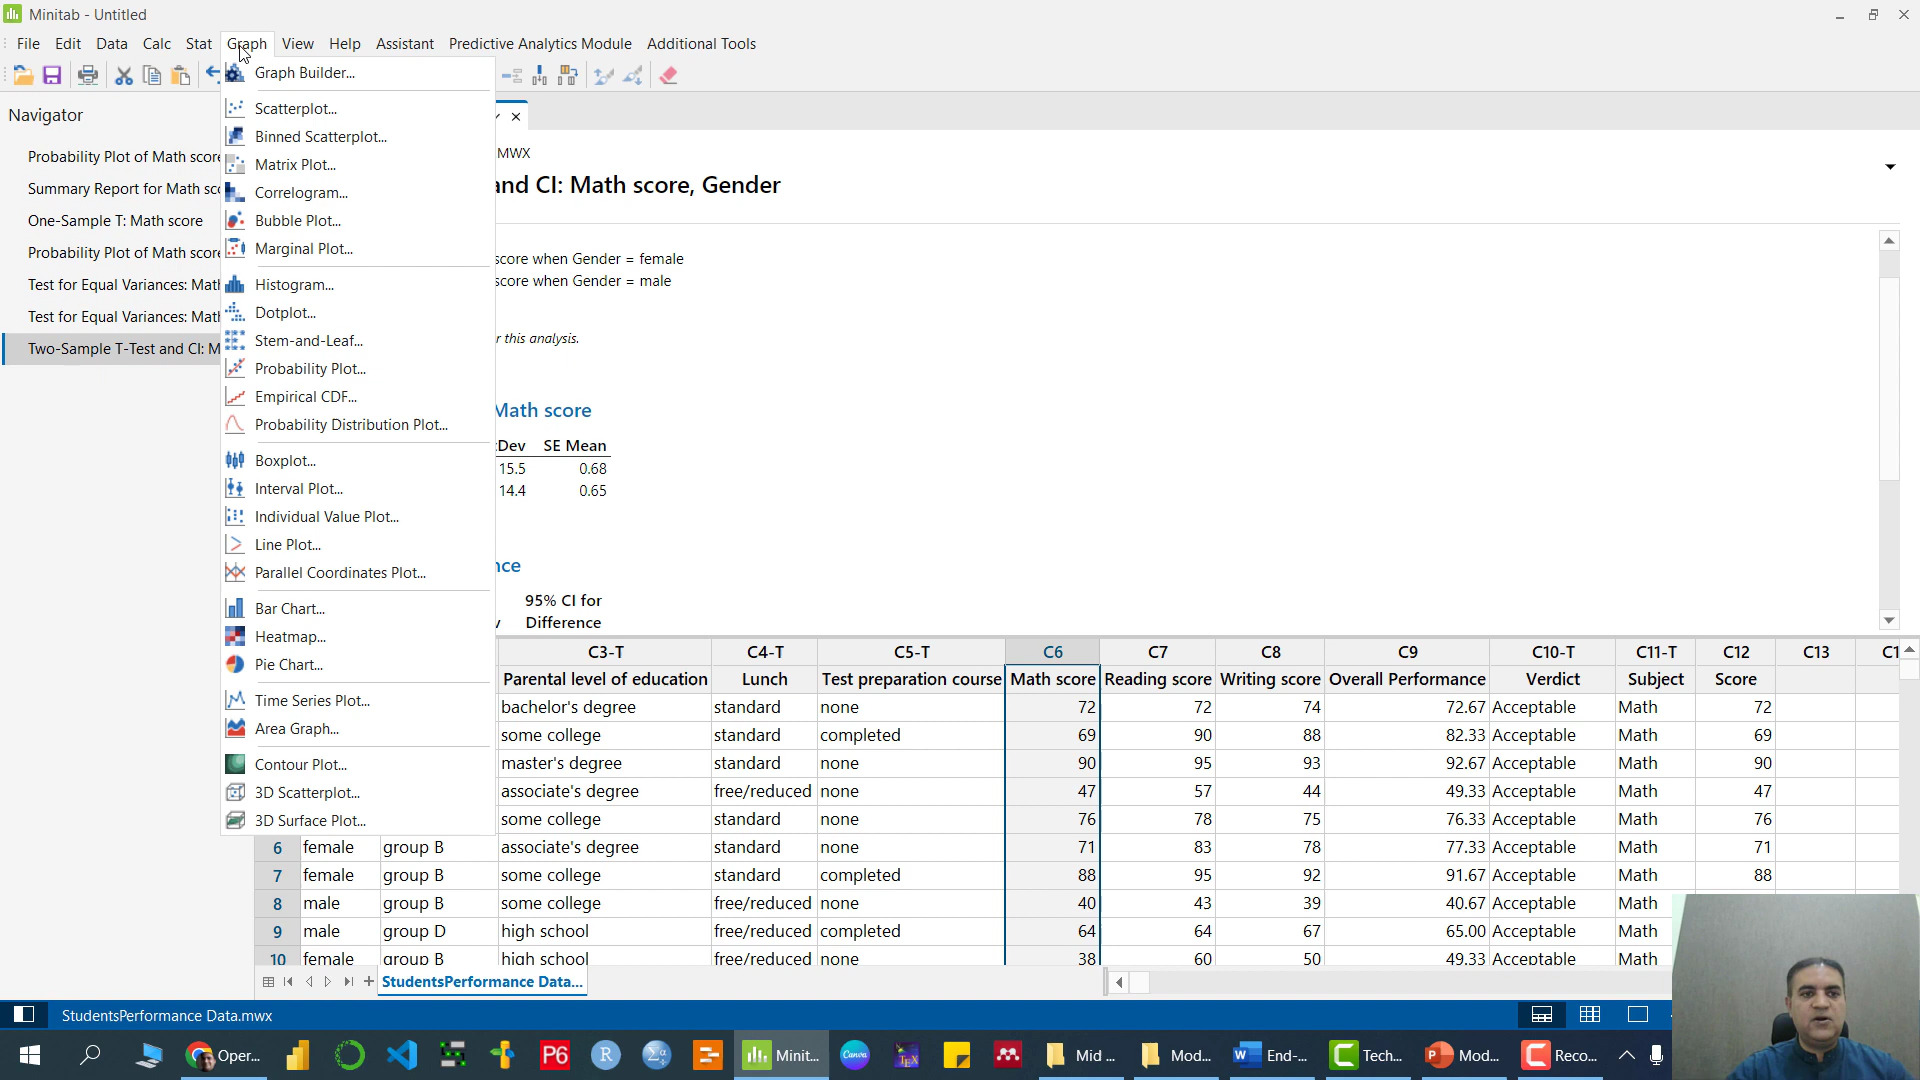 Minitab - Untitled
File Edit Data Calc Stat Graph View Help Assistant Predictive Analytics Module Additional Tools
Navigator
Probability Plot of Math score
Summary Report for Math sc
One-Sample T: Math score
Probability Plot of Math score
Test for Equal Variances: Mat
Test for Equal Variances: Mat
Two-Sample T-Test and CI: M
Graph Builder...
Scatterplot...
Binned Scatterplot...
Matrix Plot...
Correlogram...
Bubble Plot...
Marginal Plot...
Histogram...
Dotplot...
Stem-and-Leaf...
Probability Plot...
Empirical CDF...
Probability Distribution Plot...
Boxplot...
Interval Plot...
Individual Value Plot...
Line Plot...
Parallel Coordinates Plot...
Bar Chart...
Heatmap...
Pie Chart...
Time Series Plot...
Area Graph...
Contour Plot...
3D Scatterplot...
3D Surface Plot...
MWX
and CI: Math score, Gender
score when Gender = female
score when Gender = male
r this analysis.
Math score
Dev SE Mean
15.5 0.68
14.4 0.65
nce
95% CI for
Difference
C3-T C4-T C5-T C6 C7 C8 C9 C10-T C11-T C12 C13 C1
Parental level of education Lunch Test preparation course Math score Reading score Writing score Overall Performance Verdict Subject Score
bachelor's degree standard none 72 72 74 72.67 Acceptable Math 72
some college standard completed 69 90 88 82.33 Acceptable Math 69
master's degree standard none 90 95 93 92.67 Acceptable Math 90
associate's degree free/reduced none 47 57 44 49.33 Acceptable Math 47
some college standard none 76 78 75 76.33 Acceptable Math 76
6 female group B associate's degree standard none 71 83 78 77.33 Acceptable Math 71
7 female group B some college standard completed 88 95 92 91.67 Acceptable Math 88
8 male group B some college free/reduced none 40 43 39 40.67 Acceptable Math
9 male group D high school free/reduced completed 64 64 67 65.00 Acceptable Math
10 female group B high school free/reduced none 38 60 50 49.33 Acceptable Math
StudentsPerformance Data...
StudentsPerformance Data.mwx
Oper... P6 R Minit... Canva TeX Mid ... Mod... End-... Tech... Mod... Reco...